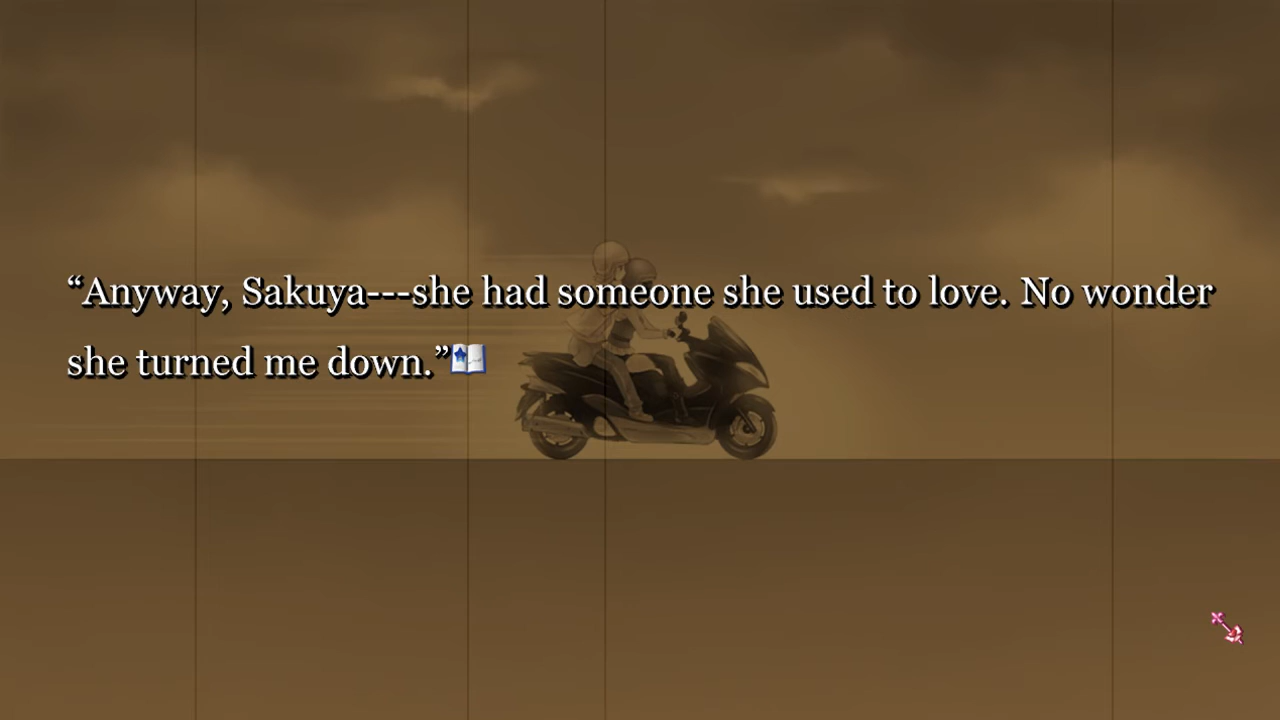 “Anyway, Sakuya---she had someone she used to love. No wonder
she turned me down.”